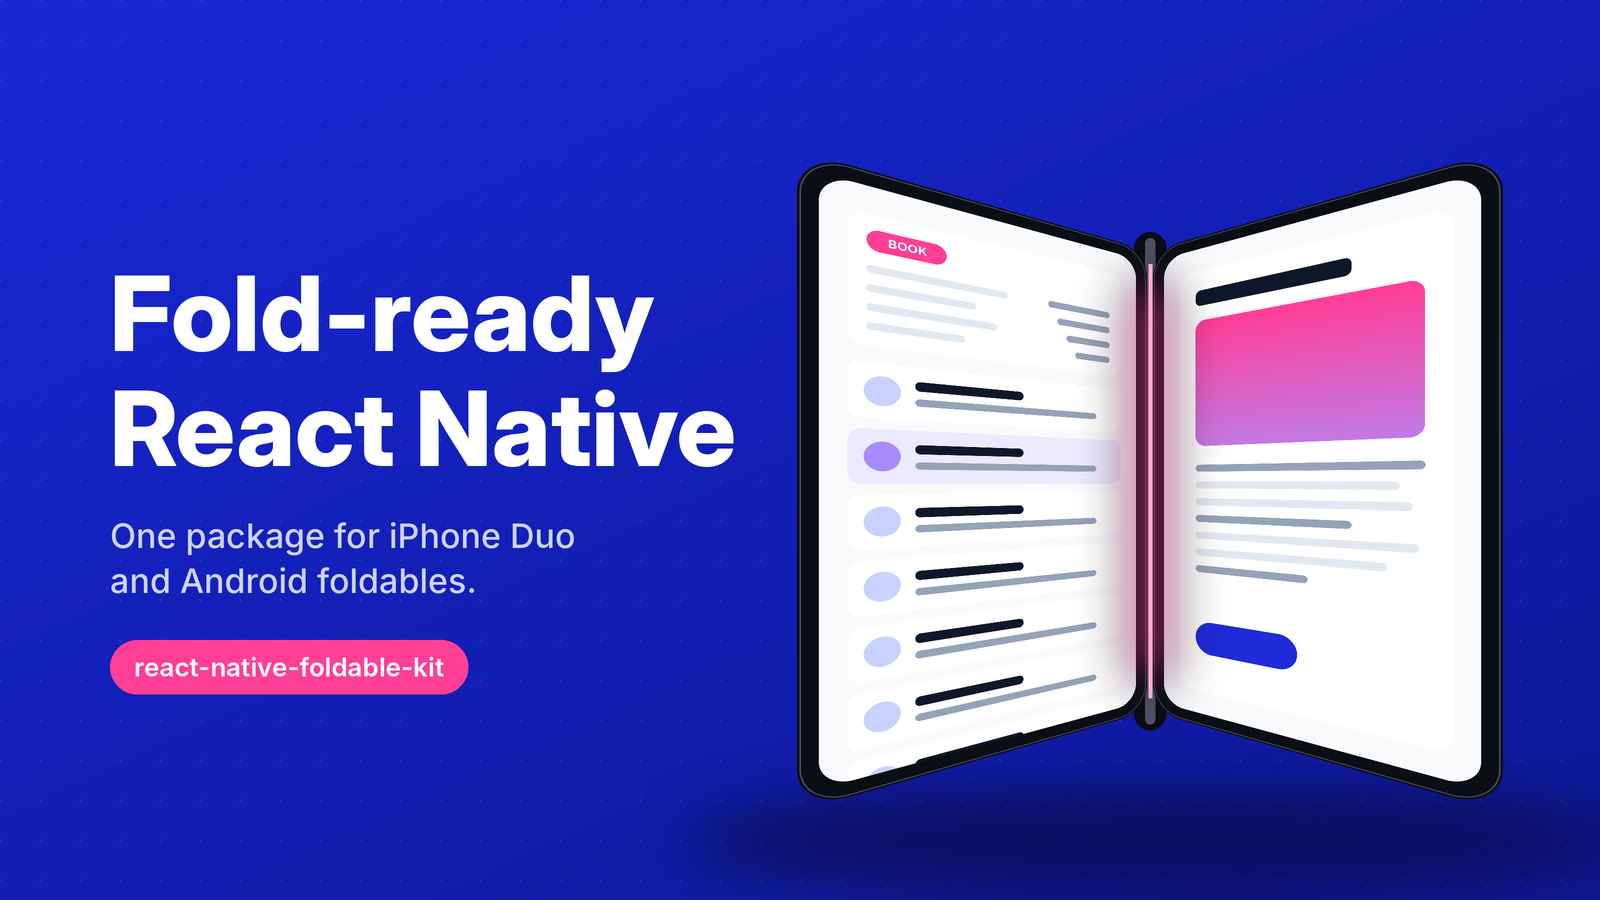 Fold-ready
React Native
One package for iPhone Duo
and Android foldables.
react-native-foldable-kit
BOOK